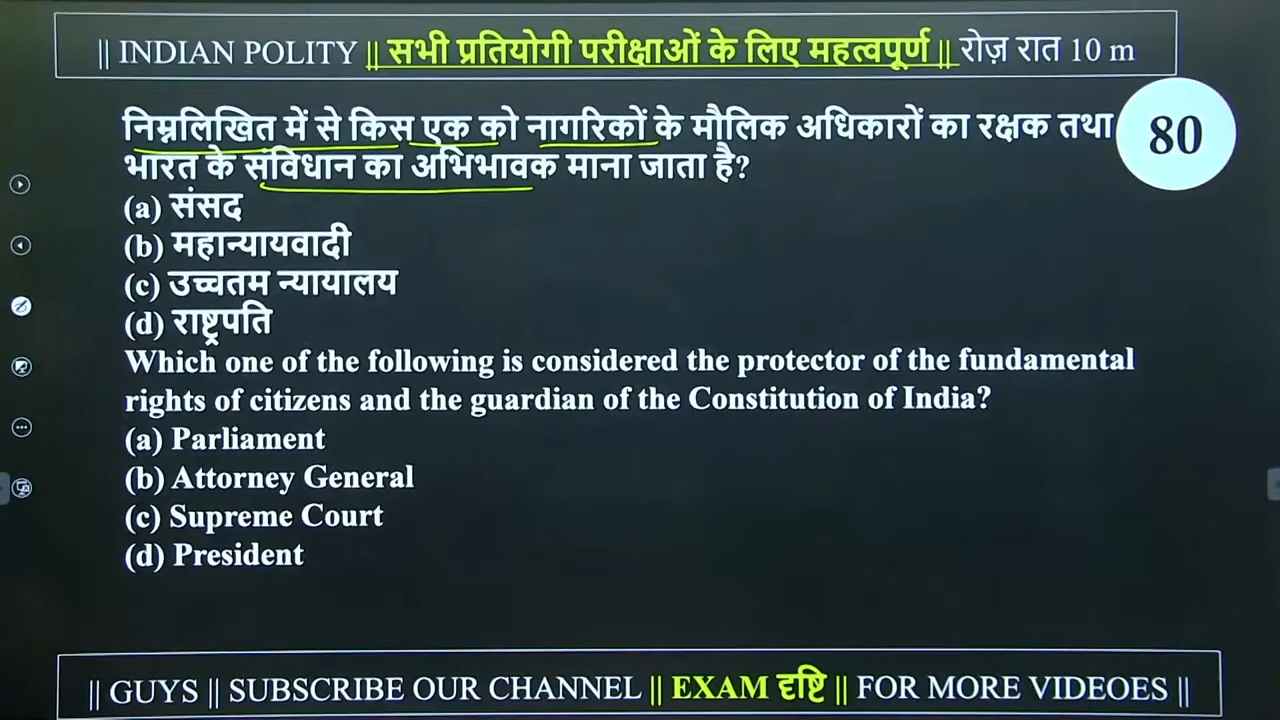 || INDIAN POLITY || सभी प्रतियोगी परीक्षाओं के लिए महत्वपूर्ण || रोज़ रात 10 m
निम्नलिखित में से किस एक को नागरिकों के मौलिक अधिकारों का रक्षक तथा
80
भारत के संविधान का अभिभावक माना जाता है?
(a) संसद
(b) महान्यायवादी
(c) उच्चतम न्यायालय
(d) राष्ट्रपति
Which one of the following is considered the protector of the fundamental
rights of citizens and the guardian of the Constitution of India?
(a) Parliament
(b) Attorney General
(c) Supreme Court
(d) President
|| GUYS || SUBSCRIBE OUR CHANNEL || EXAM दृष्टि || FOR MORE VIDEOES ||